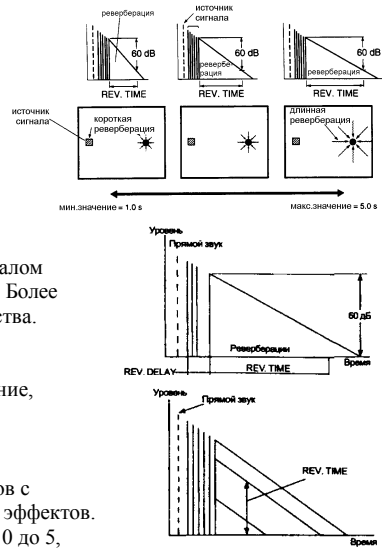 реверберация
источник
сигнала
60 dB
60 dB
60 dB
ревербе-
рация
реверберация
REV. TIME
REV. TIME
REV. TIME
источник
сигнала
короткая
реверберация
длинная
реверберация
мин.значение = 1.0 s
макс.значение = 5.0 s
Уровень
Прямой звук
алом
Более
ства.
60 дБ
Реверберации
Время
REV. DELAY
REV. TIME
ние,
Уровень
Прямой звук
REV. TIME
ов с
эффектов.
0 до 5,
Время